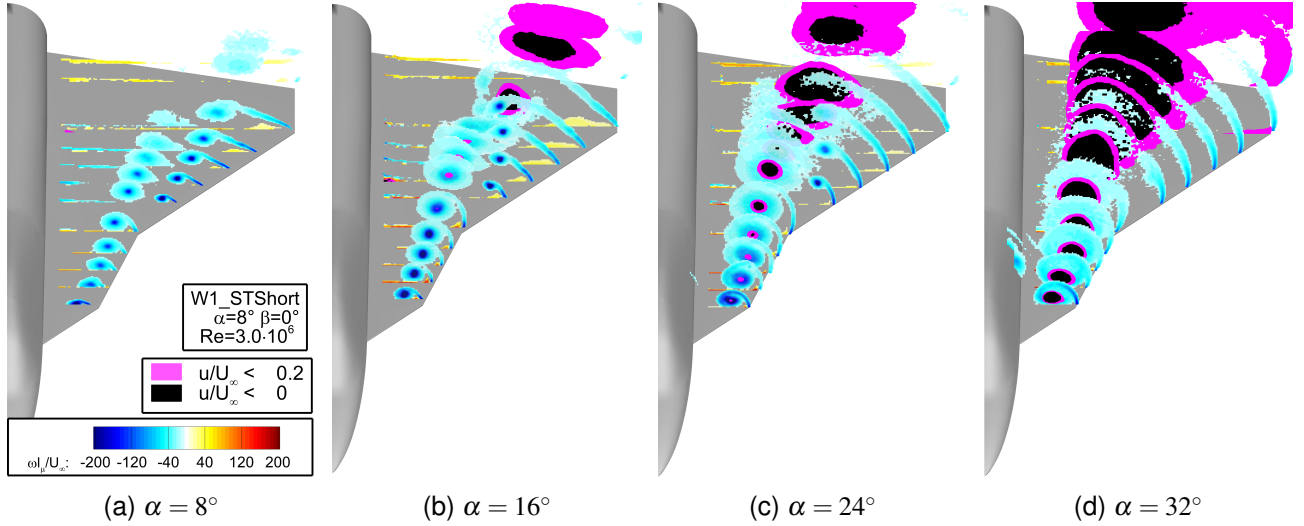 W1_STShort
α=8° β=0°
Re=3.0·10⁶
u/U∞ < 0.2
u/U∞ < 0
ωlμ/U∞: -200 -120 -40 40 120 200
(a) α = 8° (b) α = 16° (c) α = 24° (d) α = 32°